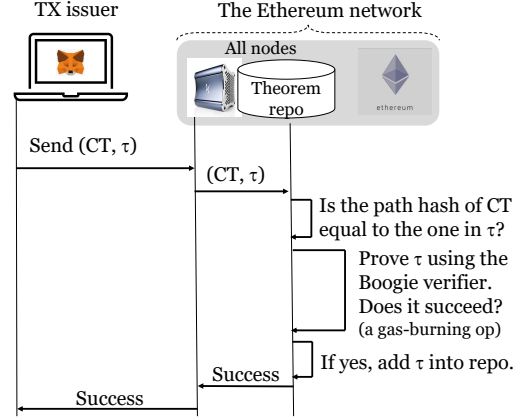 TX issuer
The Ethereum network
All nodes
Theorem
repo
ethereum
Send (CT, τ)
(CT, τ)
Is the path hash of CT
equal to the one in τ?
Prove τ using the
Boogie verifier.
Does it succeed?
(a gas-burning op)
If yes, add τ into repo.
Success
Success